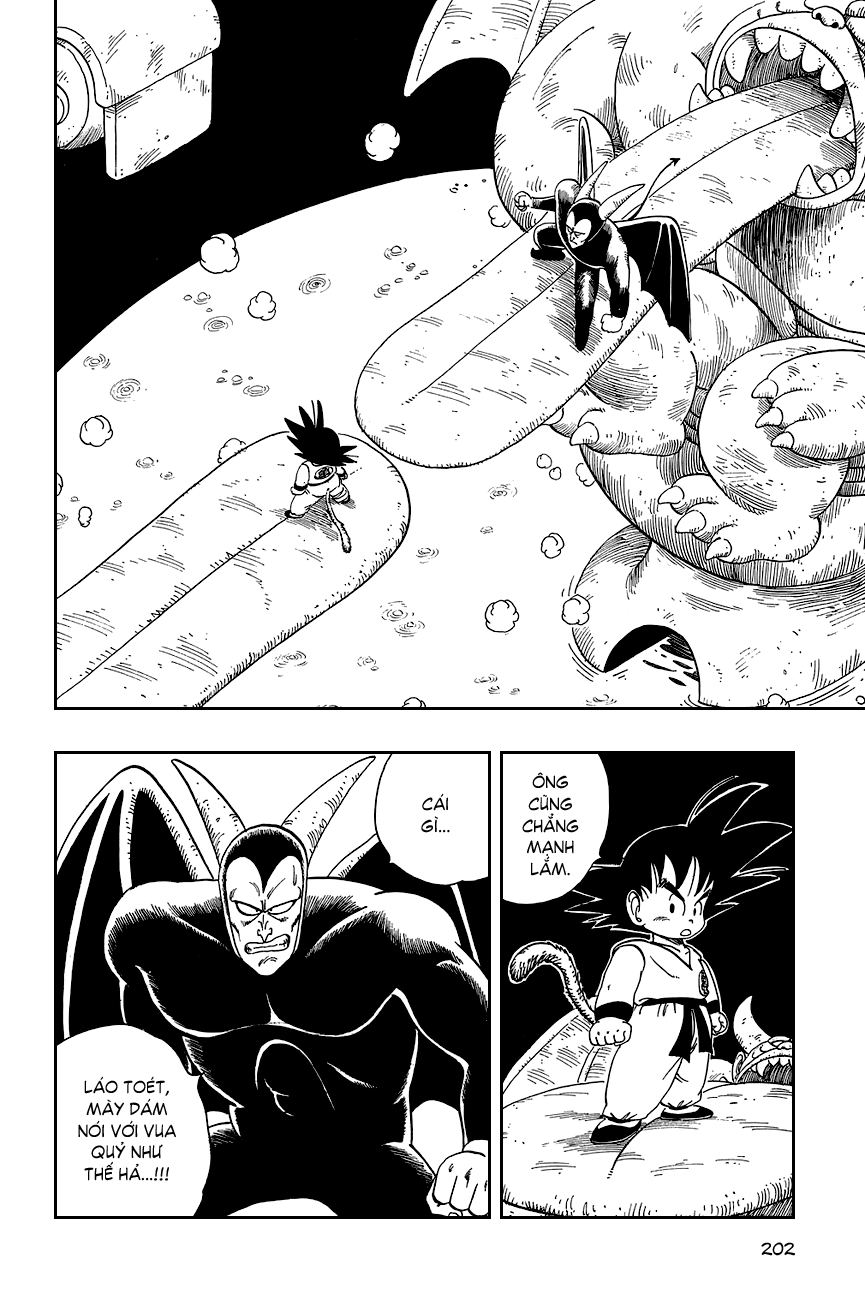 ÔNG
CŨNG
CHẲNG
MẠNH
LẮM.
CÁI
GÌ...
LÁO TOÉT,
MÀY DÁM
NÓI VỚI VUA
QUỶ NHƯ
THẾ HẢ...!!!
202